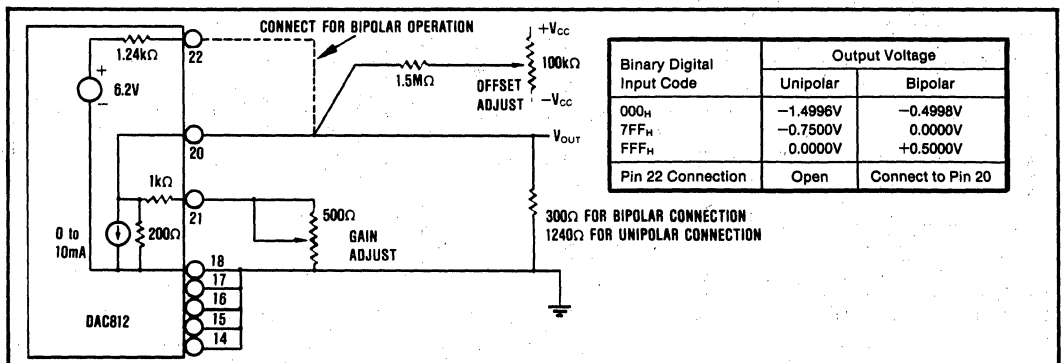 CONNECT FOR BIPOLAR OPERATION
1.24kΩ
22
+
6.2V
−
1.5MΩ
+Vcc
100kΩ
OFFSET
ADJUST
−Vcc
20
VOUT
1kΩ
21
0 to
10mA
200Ω
500Ω
GAIN
ADJUST
300Ω FOR BIPOLAR CONNECTION
1240Ω FOR UNIPOLAR CONNECTION
18
17
16
15
14
DAC812
Binary Digital
Input Code
Output Voltage
Unipolar Bipolar
000H −1.4996V −0.4998V
7FFH −0.7500V 0.0000V
FFFH 0.0000V +0.5000V
Pin 22 Connection Open Connect to Pin 20